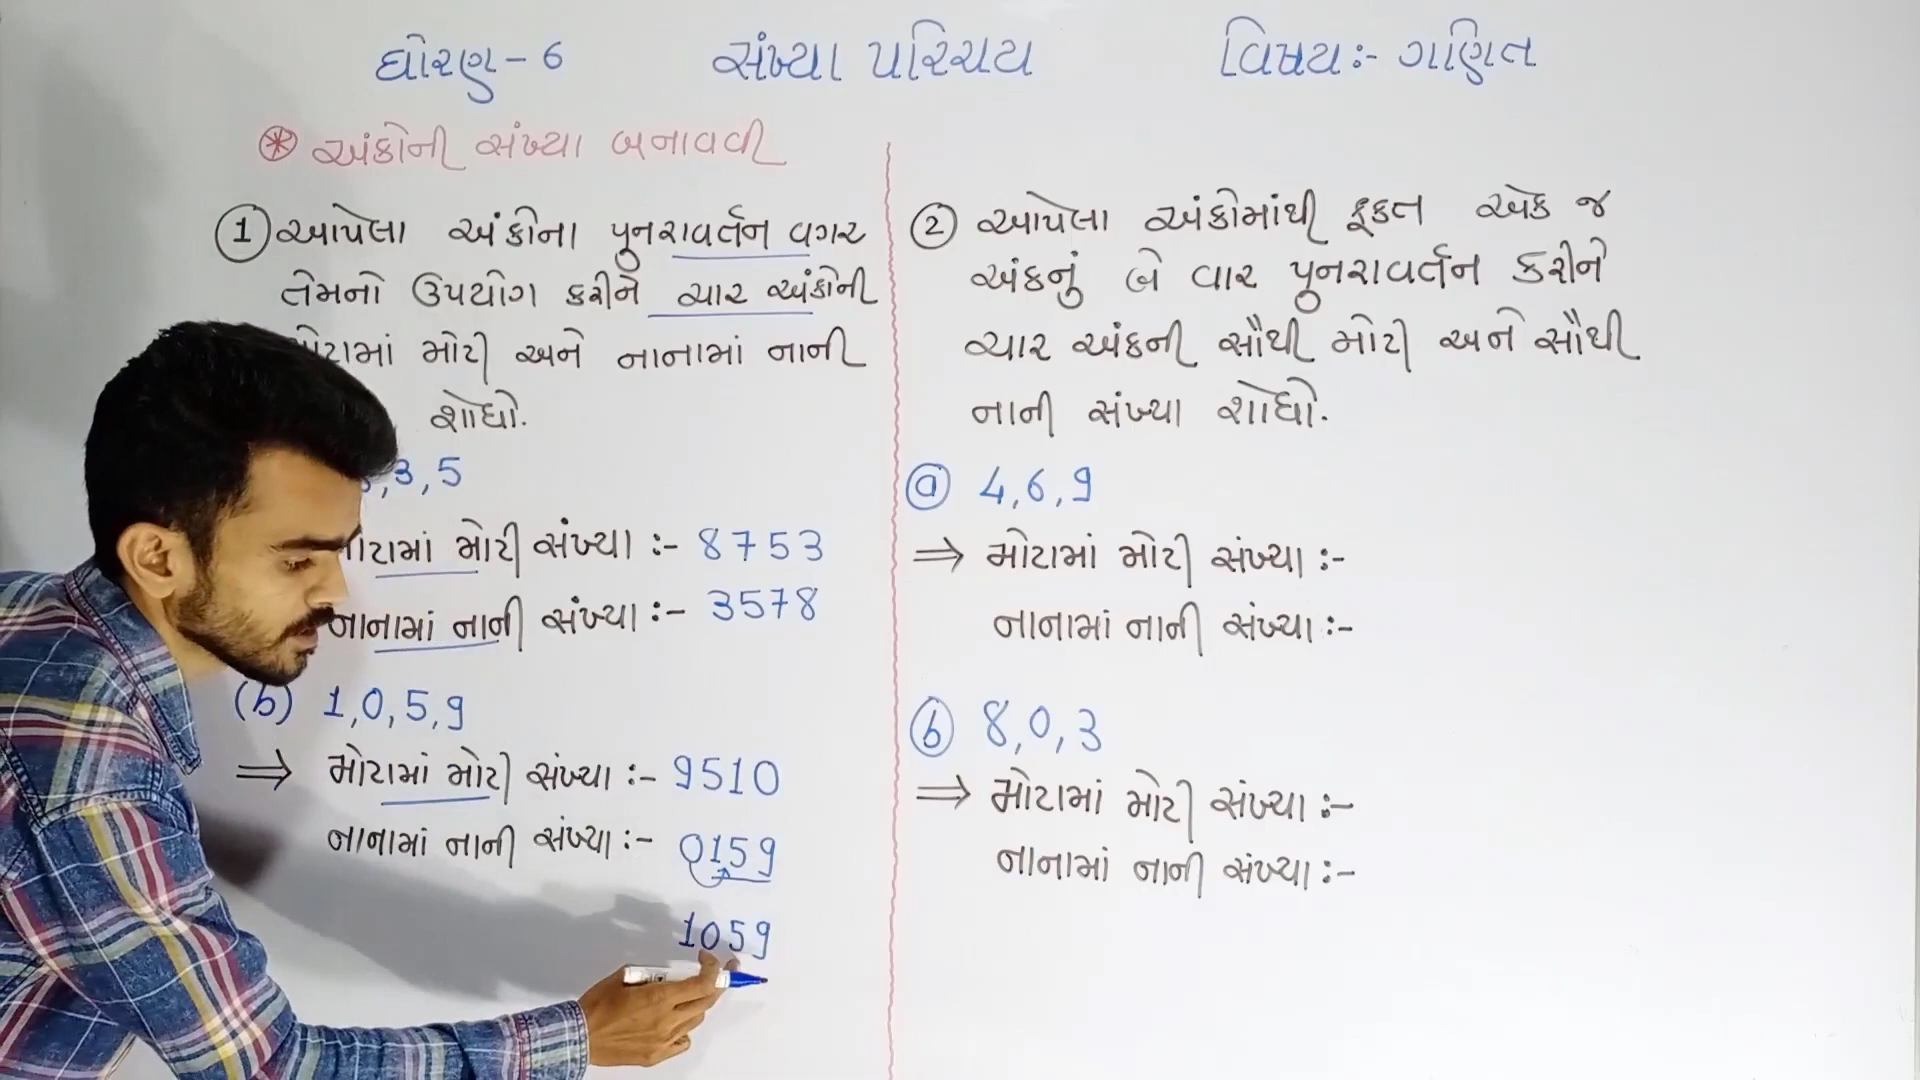 ધોરણ - 6 સંખ્યા પરિચય વિષય:- ગણિત
* અંકોની સંખ્યા બનાવવી
1 આપેલા અંકોના પુનરાવર્તન વગર
તેમનો ઉપયોગ કરીને ચાર અંકોની
મોટી અને નાનામાં નાની
શોધો.
,3,5
મોટી સંખ્યા :- 8753
નાનામાં નાની સંખ્યા :- 3578
(b) 1,0,5,9
⇒ મોટામાં મોટી સંખ્યા :- 9510
નાનામાં નાની સંખ્યા :- 0159
1059
2 આપેલા અંકોમાંથી ફકત એક જ
અંકનું બે વાર પુનરાવર્તન કરીને
ચાર અંકની સૌથી મોટી અને સૌથી
નાની સંખ્યા શોધો.
a 4,6,9
⇒ મોટામાં મોટી સંખ્યા :-
નાનામાં નાની સંખ્યા :-
b 8,0,3
⇒ મોટામાં મોટી સંખ્યા :-
નાનામાં નાની સંખ્યા :-